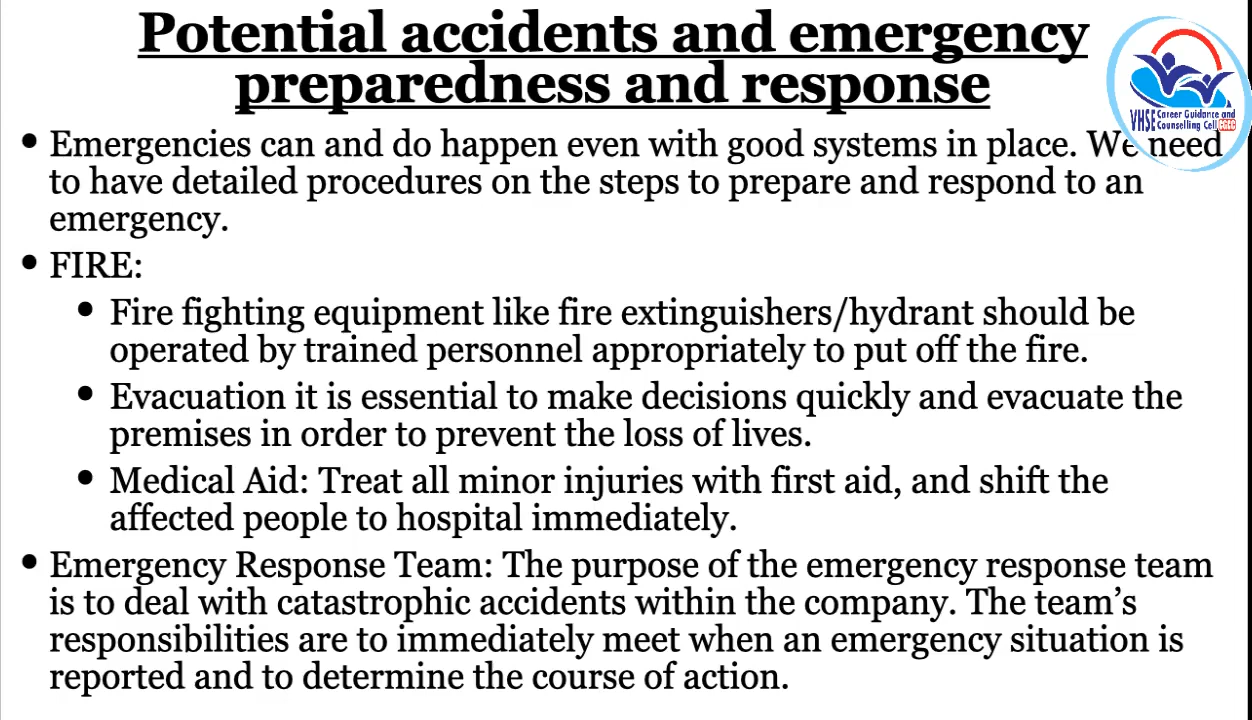 Potential accidents and emergency
preparedness and response
VHSE Career Guidance and
Counselling Cell CGCC
• Emergencies can and do happen even with good systems in place. We need
to have detailed procedures on the steps to prepare and respond to an
emergency.
• FIRE:
• Fire fighting equipment like fire extinguishers/hydrant should be
operated by trained personnel appropriately to put off the fire.
• Evacuation it is essential to make decisions quickly and evacuate the
premises in order to prevent the loss of lives.
• Medical Aid: Treat all minor injuries with first aid, and shift the
affected people to hospital immediately.
• Emergency Response Team: The purpose of the emergency response team
is to deal with catastrophic accidents within the company. The team’s
responsibilities are to immediately meet when an emergency situation is
reported and to determine the course of action.